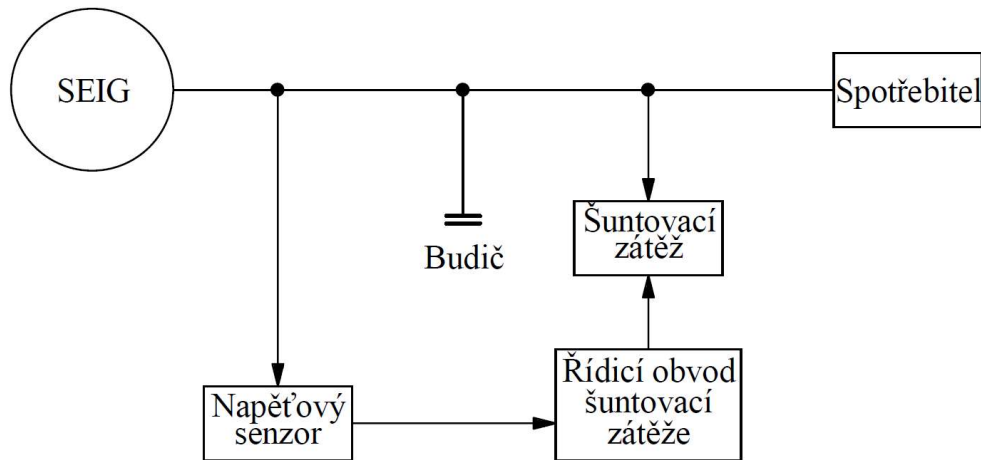 SEIG
Spotřebitel
Šuntovací
zátěž
Budič
Řídicí obvod
šuntovací
zátěže
Napěťový
senzor